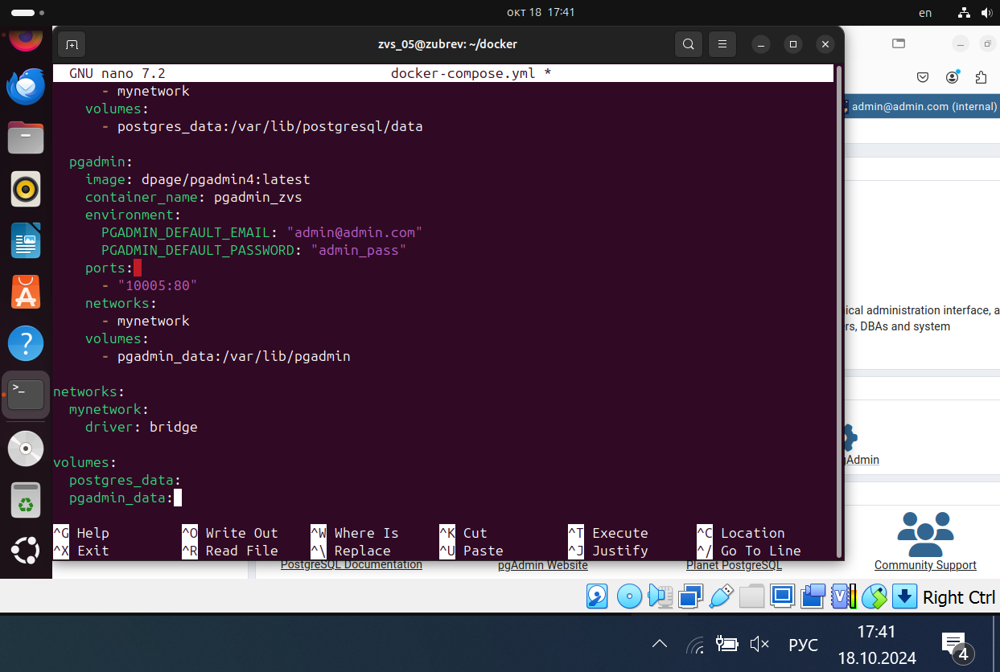 окт 18 17:41
en
zvs_05@zubrev: ~/docker
GNU nano 7.2 docker-compose.yml *
- mynetwork
volumes:
- postgres_data:/var/lib/postgresql/data
pgadmin:
image: dpage/pgadmin4:latest
container_name: pgadmin_zvs
environment:
PGADMIN_DEFAULT_EMAIL: "admin@admin.com"
PGADMIN_DEFAULT_PASSWORD: "admin_pass"
ports:
- "10005:80"
networks:
- mynetwork
volumes:
- pgadmin_data:/var/lib/pgadmin
networks:
mynetwork:
driver: bridge
volumes:
postgres_data:
pgadmin_data:
^G Help ^O Write Out ^W Where Is ^K Cut ^T Execute ^C Location
^X Exit ^R Read File ^\ Replace ^U Paste ^J Justify ^/ Go To Line
admin@admin.com (internal)
ical administration interface, a
rs, DBAs and system
gAdmin
PostgreSQL Documentation
pgAdmin Website
Planet PostgreSQL
Community Support
Right Ctrl
РУС
17:41
18.10.2024
4